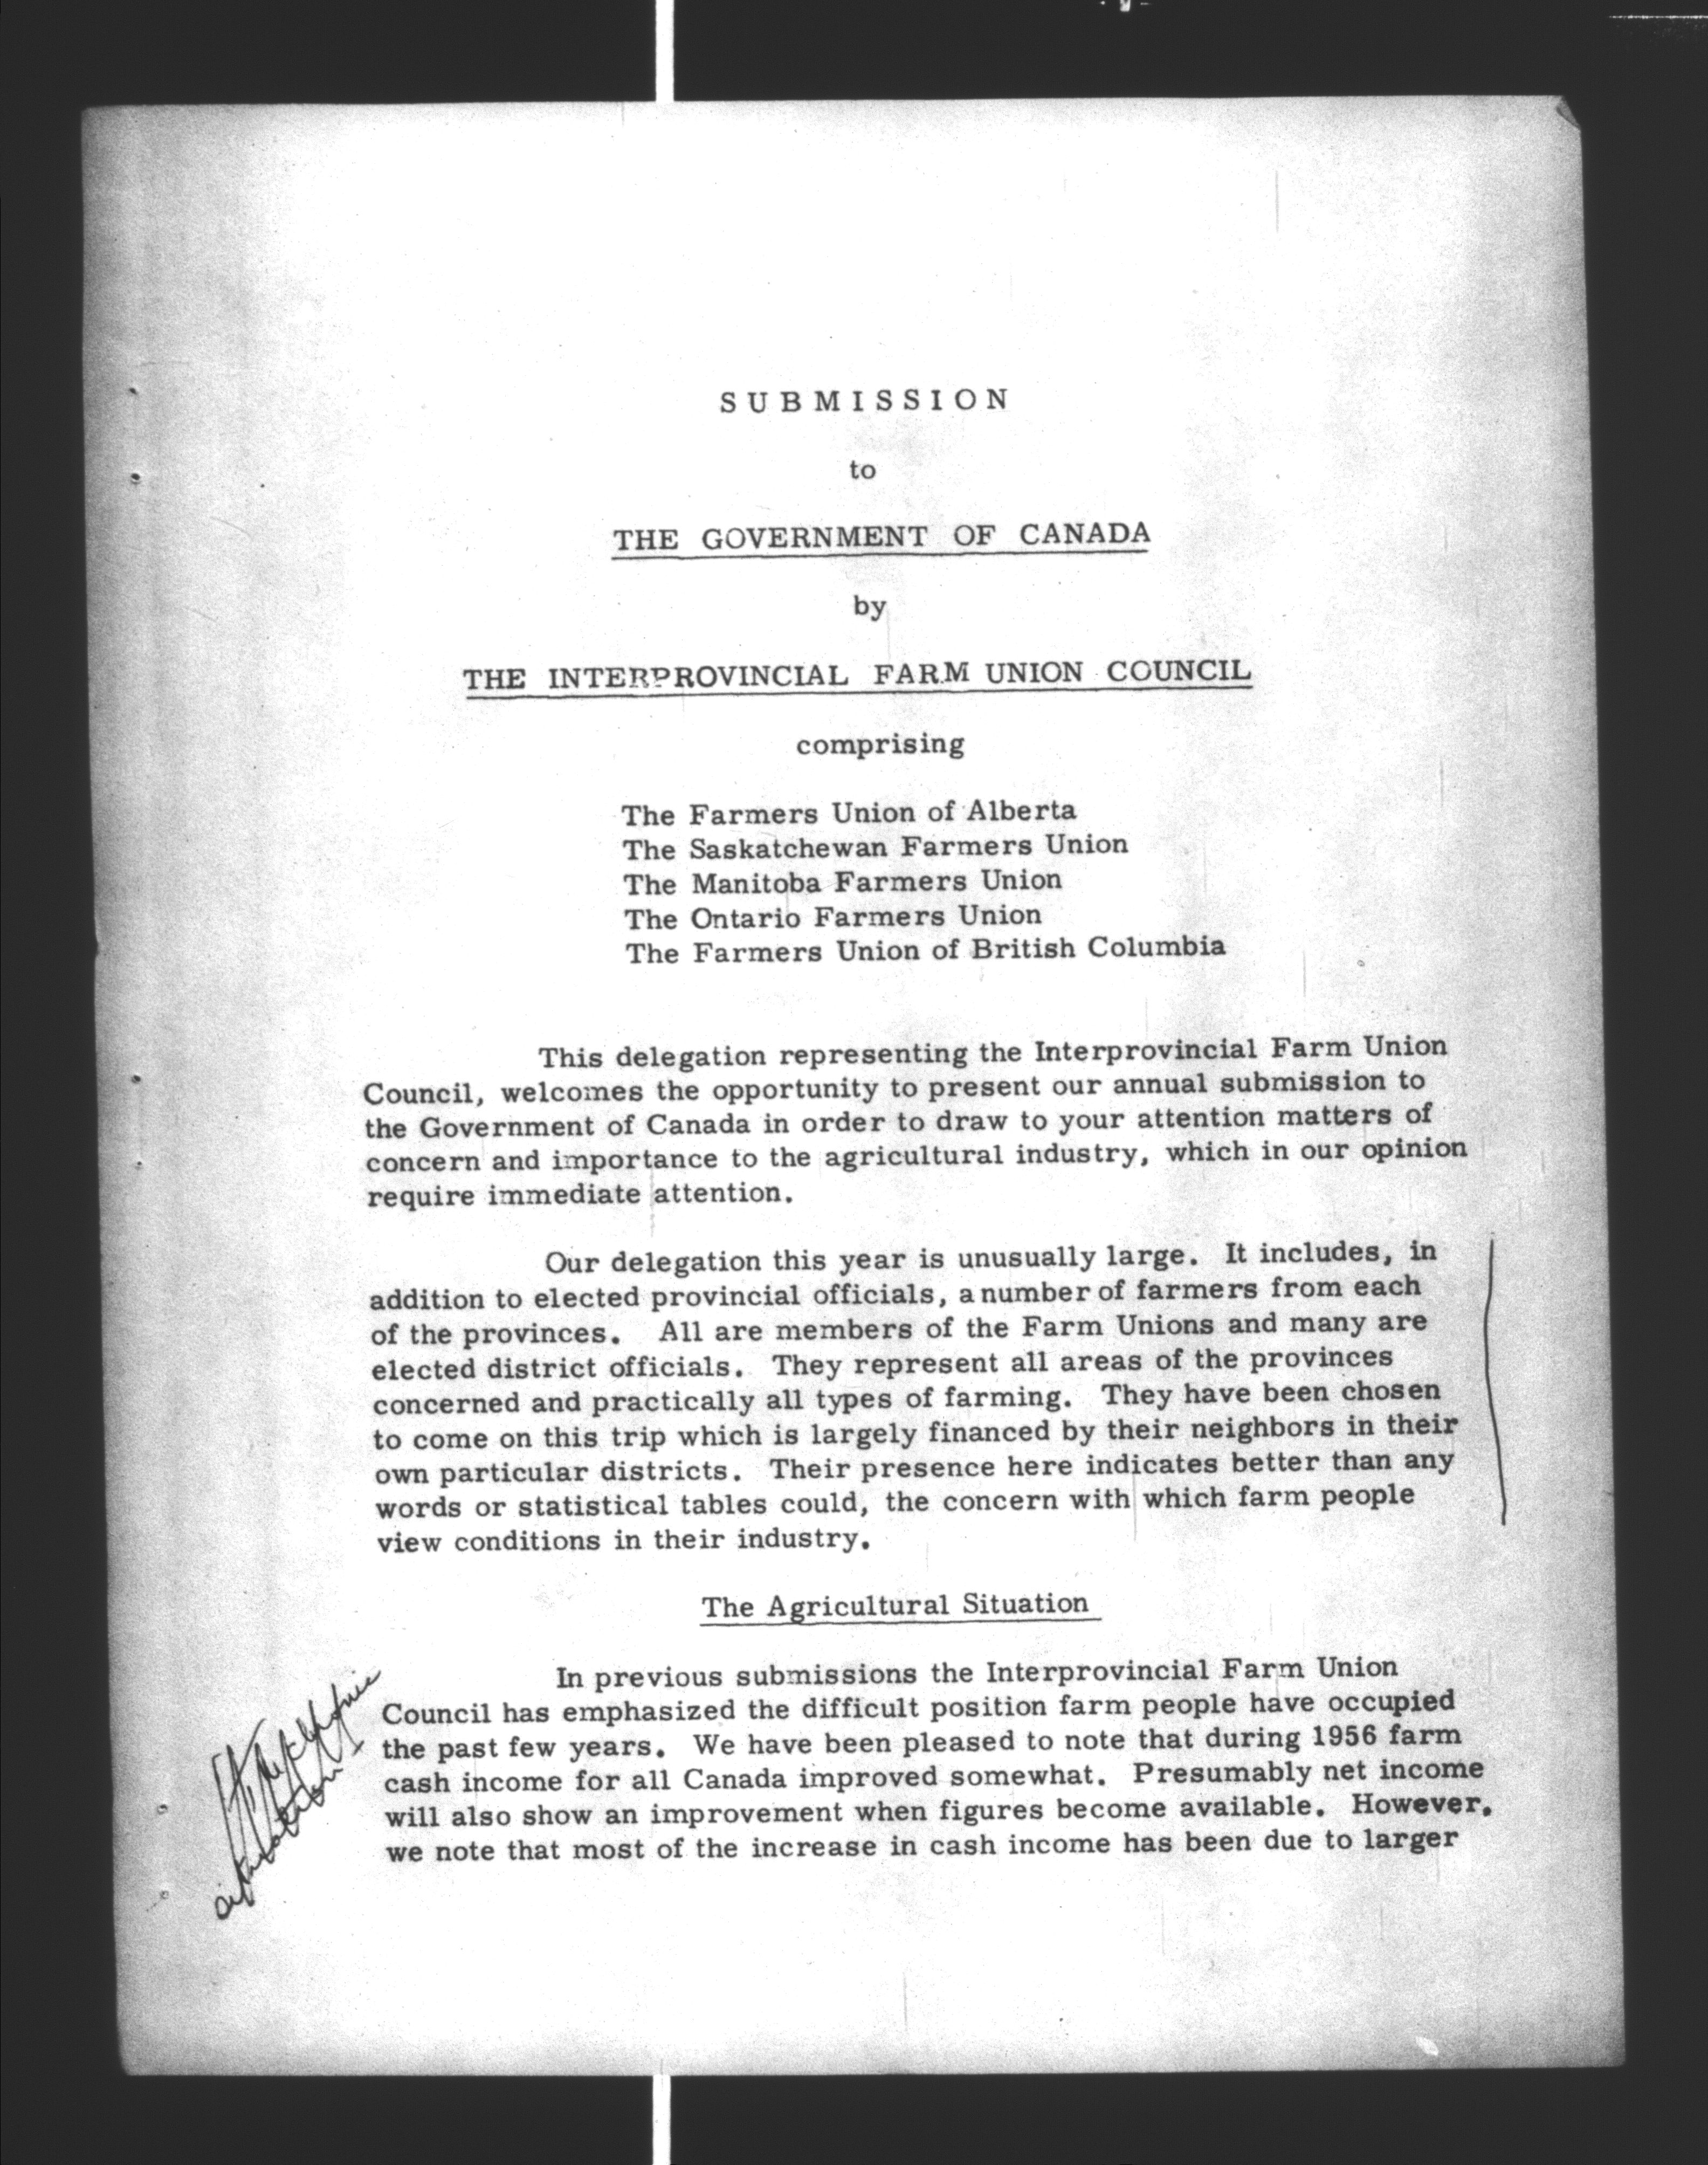 SUBMISSION
to
THE GOVERNMENT OF CANADA
by
THE INTERPROVINCIAL FARM UNION COUNCIL
comprising
The Farmers Union of Alberta
The Saskatchewan Farmers Union
The Manitoba Farmers Union
The Ontario Farmers Union
The Farmers Union of British Columbia
This delegation representing the Interprovincial Farm Union
Council, welcomes the opportunity to present our annual submission to
the Government of Canada in order to draw to your attention matters of
concern and importance to the agricultural industry, which in our opinion
require immediate attention.
Our delegation this year is unusually large. It includes, in
addition to elected provincial officials, a number of farmers from each
of the provinces. All are members of the Farm Unions and many are
elected district officials. They represent all areas of the provinces
concerned and practically all types of farming. They have been chosen
to come on this trip which is largely financed by their neighbors in their
own particular districts. Their presence here indicates better than any
words or statistical tables could, the concern with which farm people
view conditions in their industry.
The Agricultural Situation
In previous submissions the Interprovincial Farm Union
Council has emphasized the difficult position farm people have occupied
the past few years. We have been pleased to note that during 1956 farm
cash income for all Canada improved somewhat. Presumably net income
will also show an improvement when figures become available. However,
we note that most of the increase in cash income has been due to larger